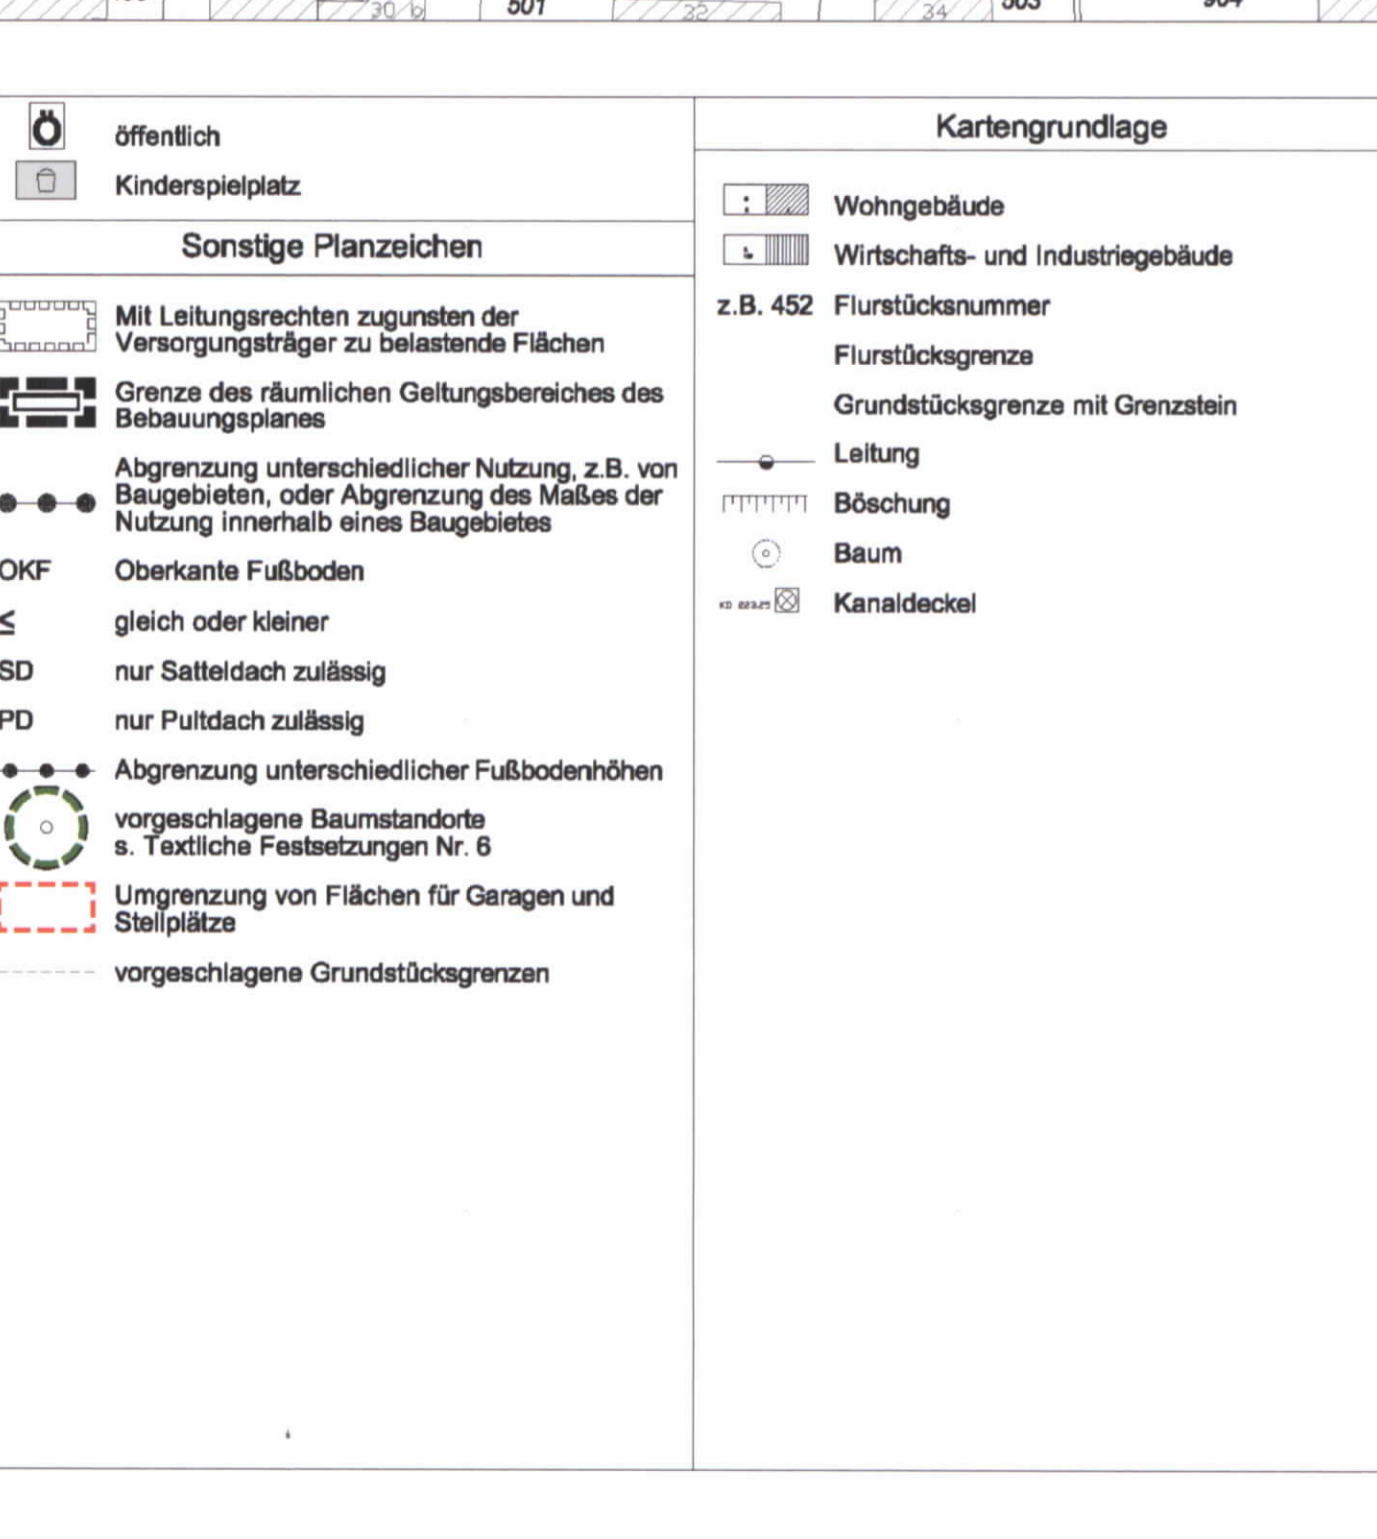 30 b 501 32 34
Ö öffentlich
Kinderspielplatz
Sonstige Planzeichen
Mit Leitungsrechten zugunsten der
Versorgungsträger zu belastende Flächen
Grenze des räumlichen Geltungsbereiches des
Bebauungsplanes
Abgrenzung unterschiedlicher Nutzung, z.B. von
Baugebieten, oder Abgrenzung des Maßes der
Nutzung innerhalb eines Baugebietes
OKF Oberkante Fußboden
≤ gleich oder kleiner
SD nur Satteldach zulässig
PD nur Pultdach zulässig
Abgrenzung unterschiedlicher Fußbodenhöhen
vorgeschlagene Baumstandorte
s. Textliche Festsetzungen Nr. 6
Umgrenzung von Flächen für Garagen und
Stellplätze
vorgeschlagene Grundstücksgrenzen
Kartengrundlage
Wohngebäude
Wirtschafts- und Industriegebäude
z.B. 452 Flurstücksnummer
Flurstücksgrenze
Grundstücksgrenze mit Grenzstein
Leitung
Böschung
Baum
KD Kanaldeckel